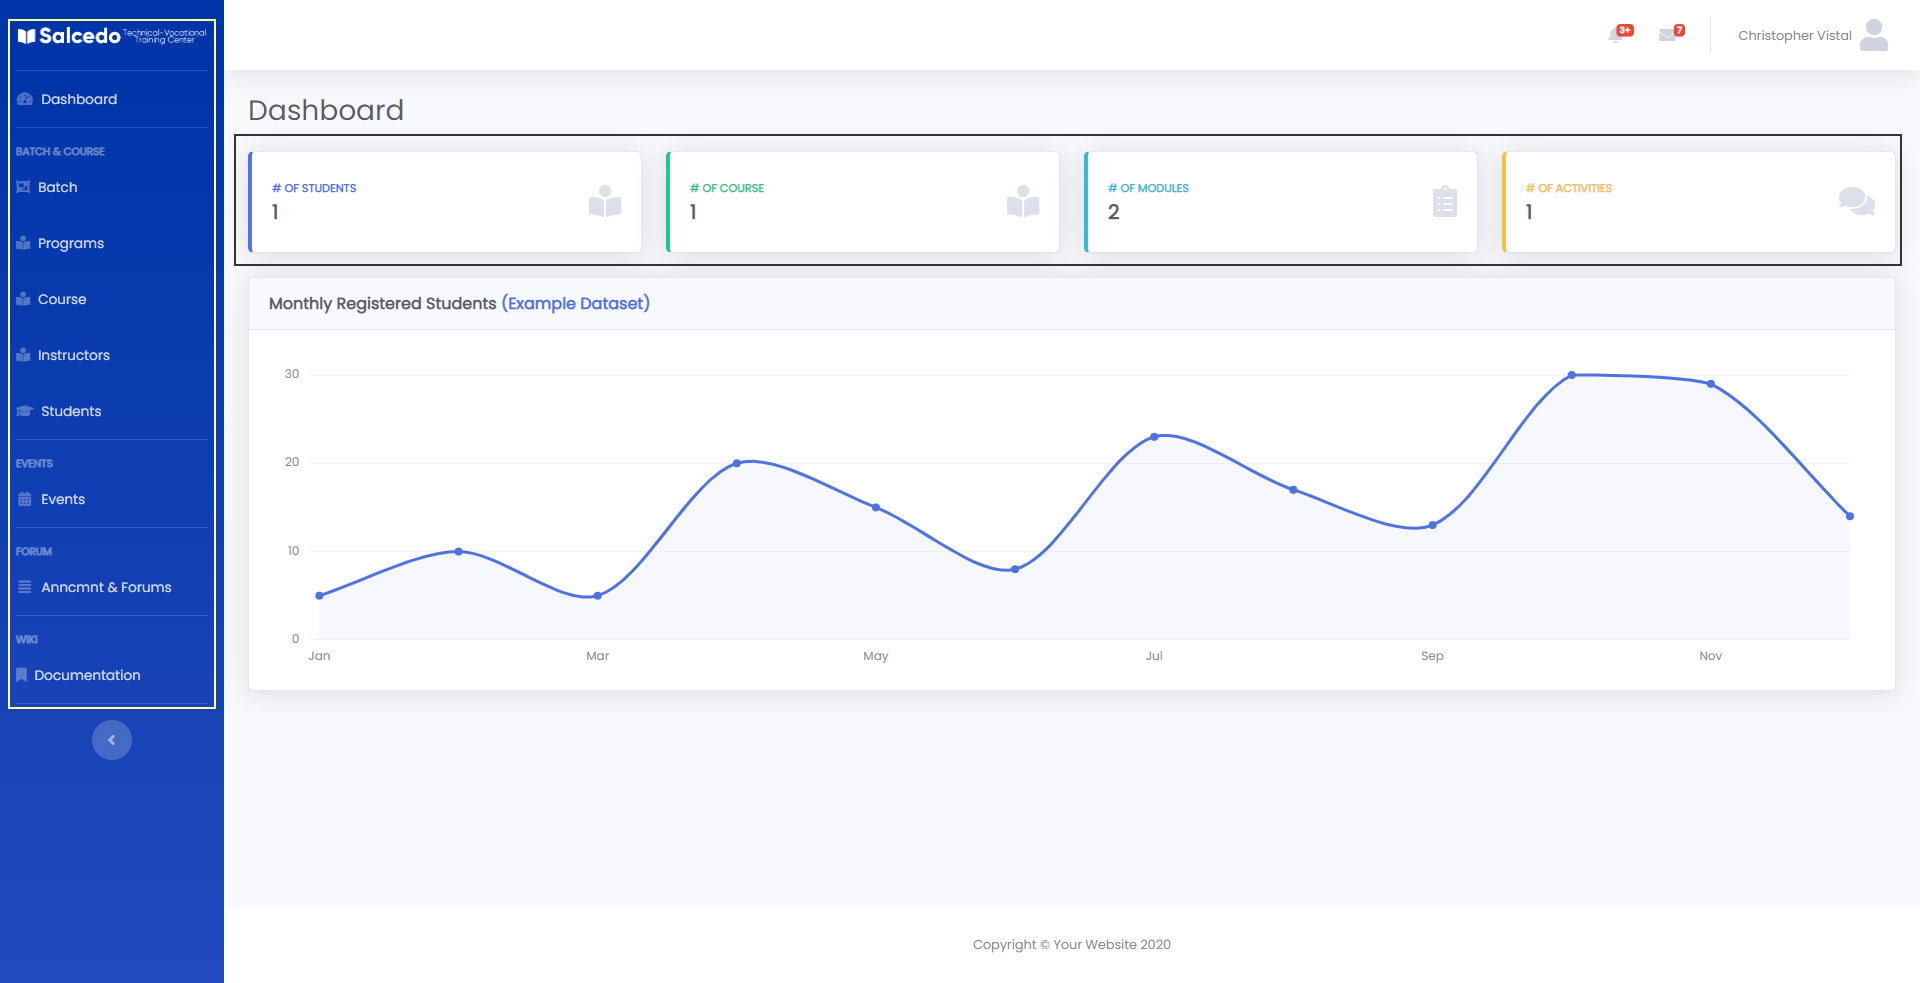 Salcedo Technical-Vocational
Training Center
Dashboard
BATCH & COURSE
Batch
Programs
Course
Instructors
Students
EVENTS
Events
FORUM
Anncmnt & Forums
WIKI
Documentation
3+
7
Christopher Vistal
Dashboard
# OF STUDENTS
1
# OF COURSE
1
# OF MODULES
2
# OF ACTIVITIES
1
Monthly Registered Students (Example Dataset)
30
20
10
0
Jan Mar May Jul Sep Nov
Copyright © Your Website 2020